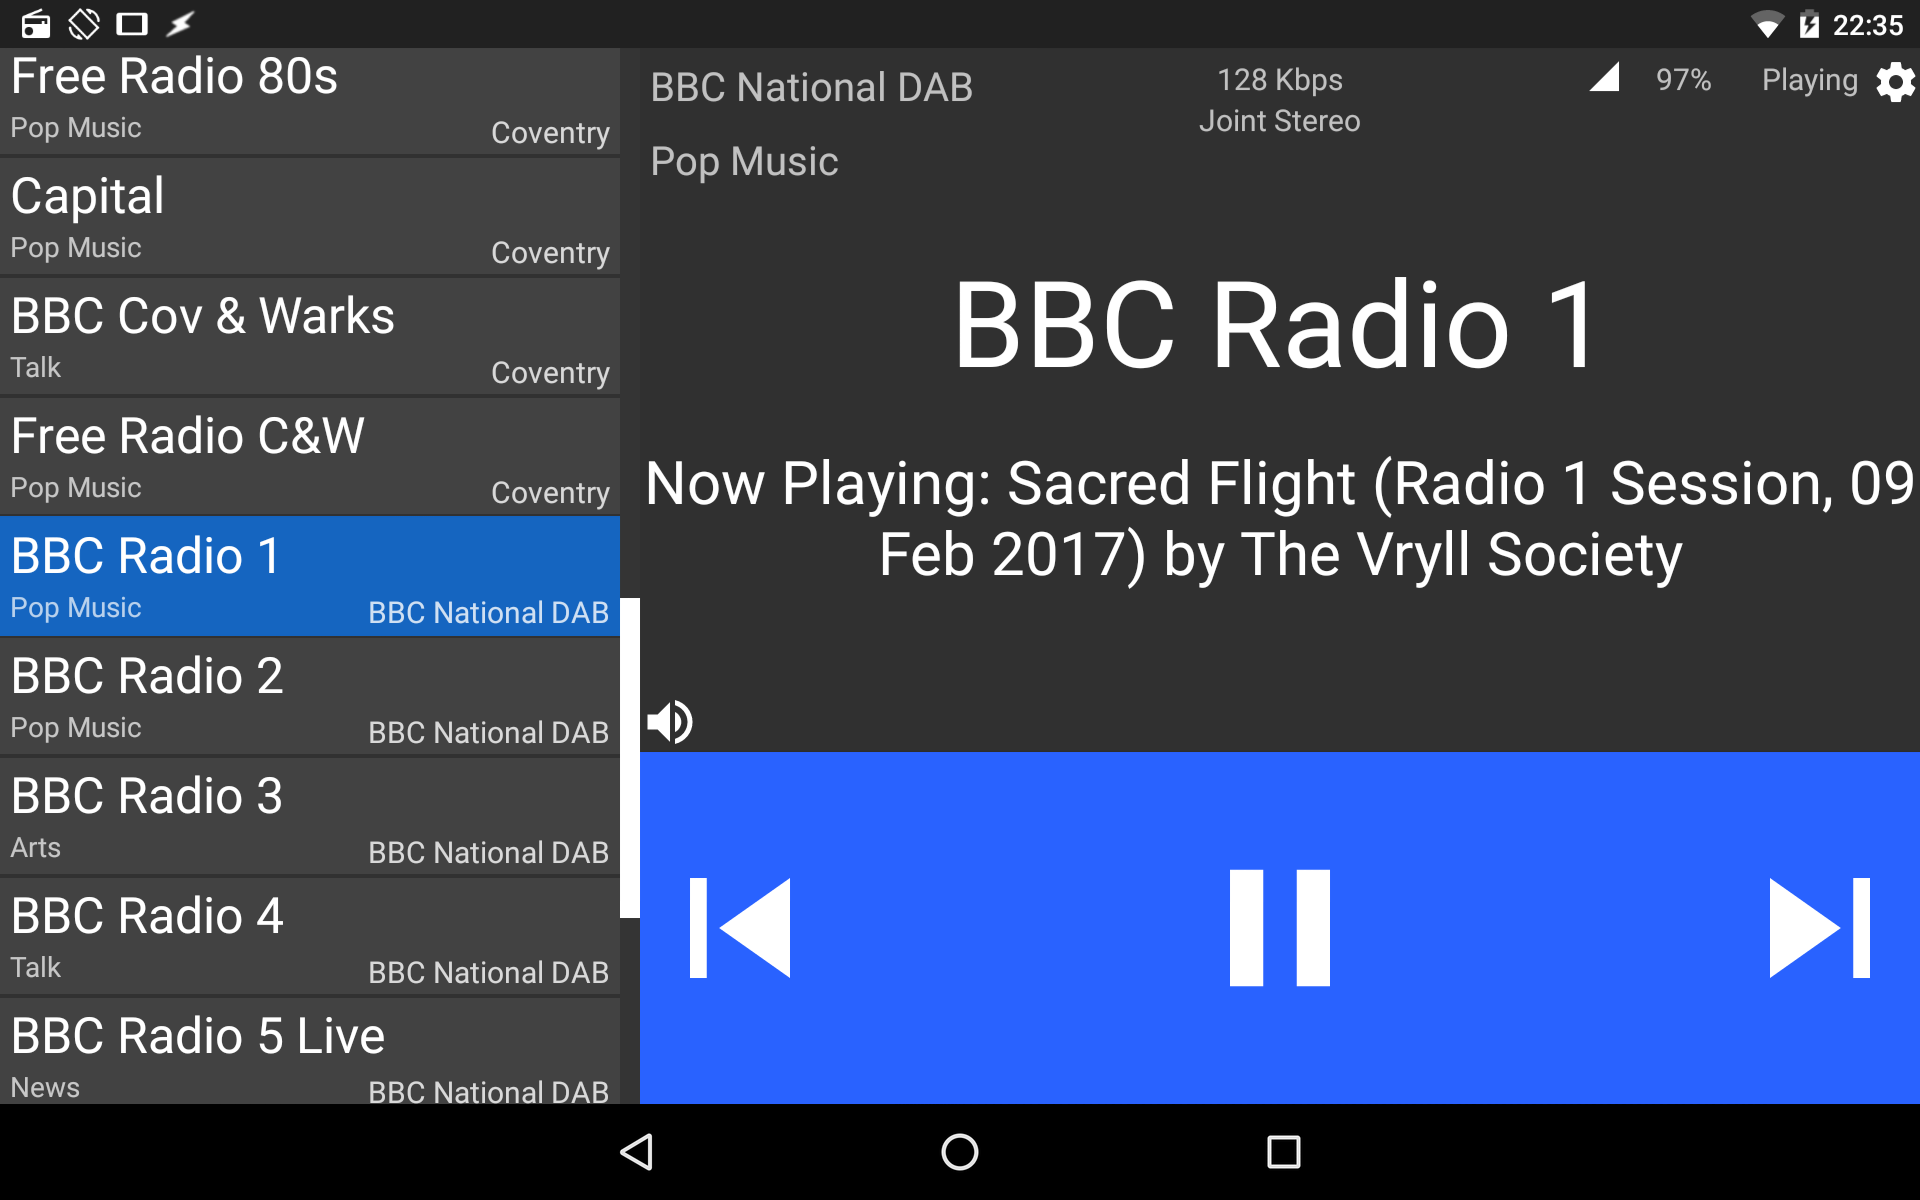 22:35
Free Radio 80s
Pop Music
Coventry
Capital
Pop Music
Coventry
BBC Cov & Warks
Talk
Coventry
Free Radio C&W
Pop Music
Coventry
BBC Radio 1
Pop Music
BBC National DAB
BBC Radio 2
Pop Music
BBC National DAB
BBC Radio 3
Arts
BBC National DAB
BBC Radio 4
Talk
BBC National DAB
BBC Radio 5 Live
News
BBC National DAB
BBC National DAB
128 Kbps
97%
Playing
Joint Stereo
Pop Music
BBC Radio 1
Now Playing: Sacred Flight (Radio 1 Session, 09
Feb 2017) by The Vryll Society